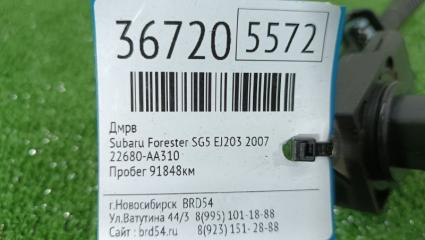 36720 5572
Дмрв
Subaru Forester SG5 EJ203 2007
22680-AA310
Пробег 91848км
г.Новосибирск BRD54
Ул.Ватутина 44/3 8(995) 101-18-88
Сайт : brd54.ru 8(923) 151- 28-88